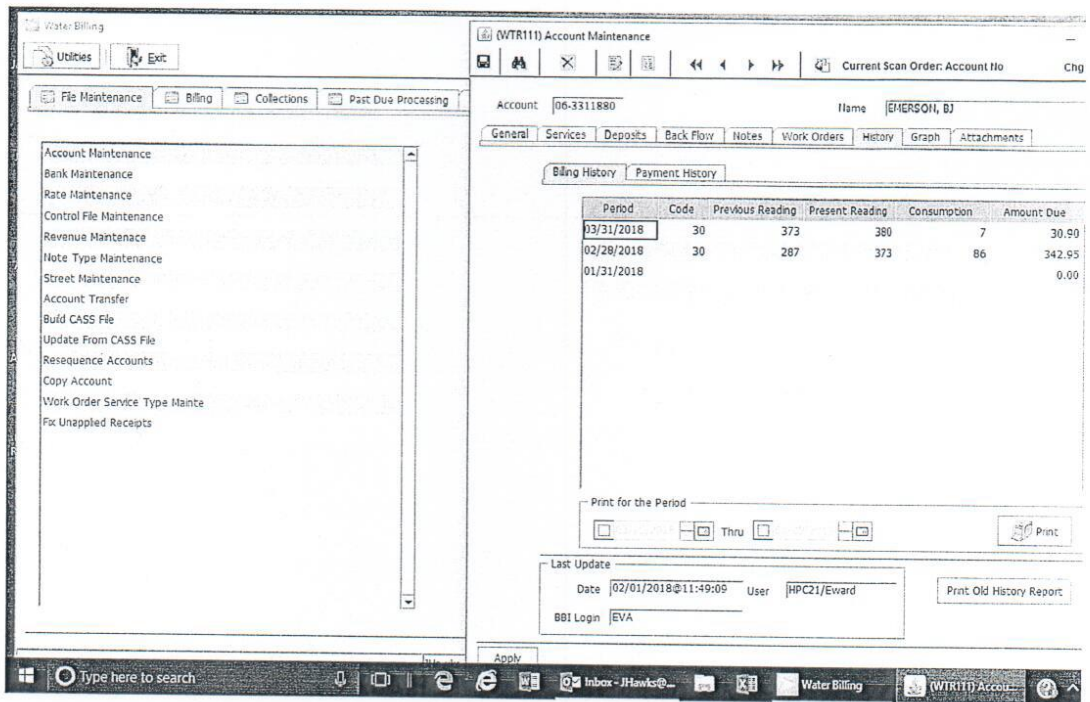 Water Billing
Utilities Exit
File Maintenance Billing Collections Past Due Processing
Account Maintenance
Bank Maintenance
Rate Maintenance
Control File Maintenance
Revenue Maintenace
Note Type Maintenance
Street Maintenance
Account Transfer
Build CASS File
Update From CASS File
Resequence Accounts
Copy Account
Work Order Service Type Mainte
Fix Unapplied Receipts
(WTR111) Account Maintenance
Current Scan Order: Account No Chg
Account 06-3311880 Name EMERSON, BJ
General Services Deposits Back Flow Notes Work Orders History Graph Attachments
Billing History Payment History
Period Code Previous Reading Present Reading Consumption Amount Due
03/31/2018 30 373 380 7 30.90
02/28/2018 30 287 373 86 342.95
01/31/2018 0.00
Print for the Period
Thru Print
Last Update
Date 02/01/2018@11:49:09 User HPC21/Eward Print Old History Report
BBI Login EVA
Apply
Type here to search Inbox - JHawks@... Water Billing (WTR111) Accou...